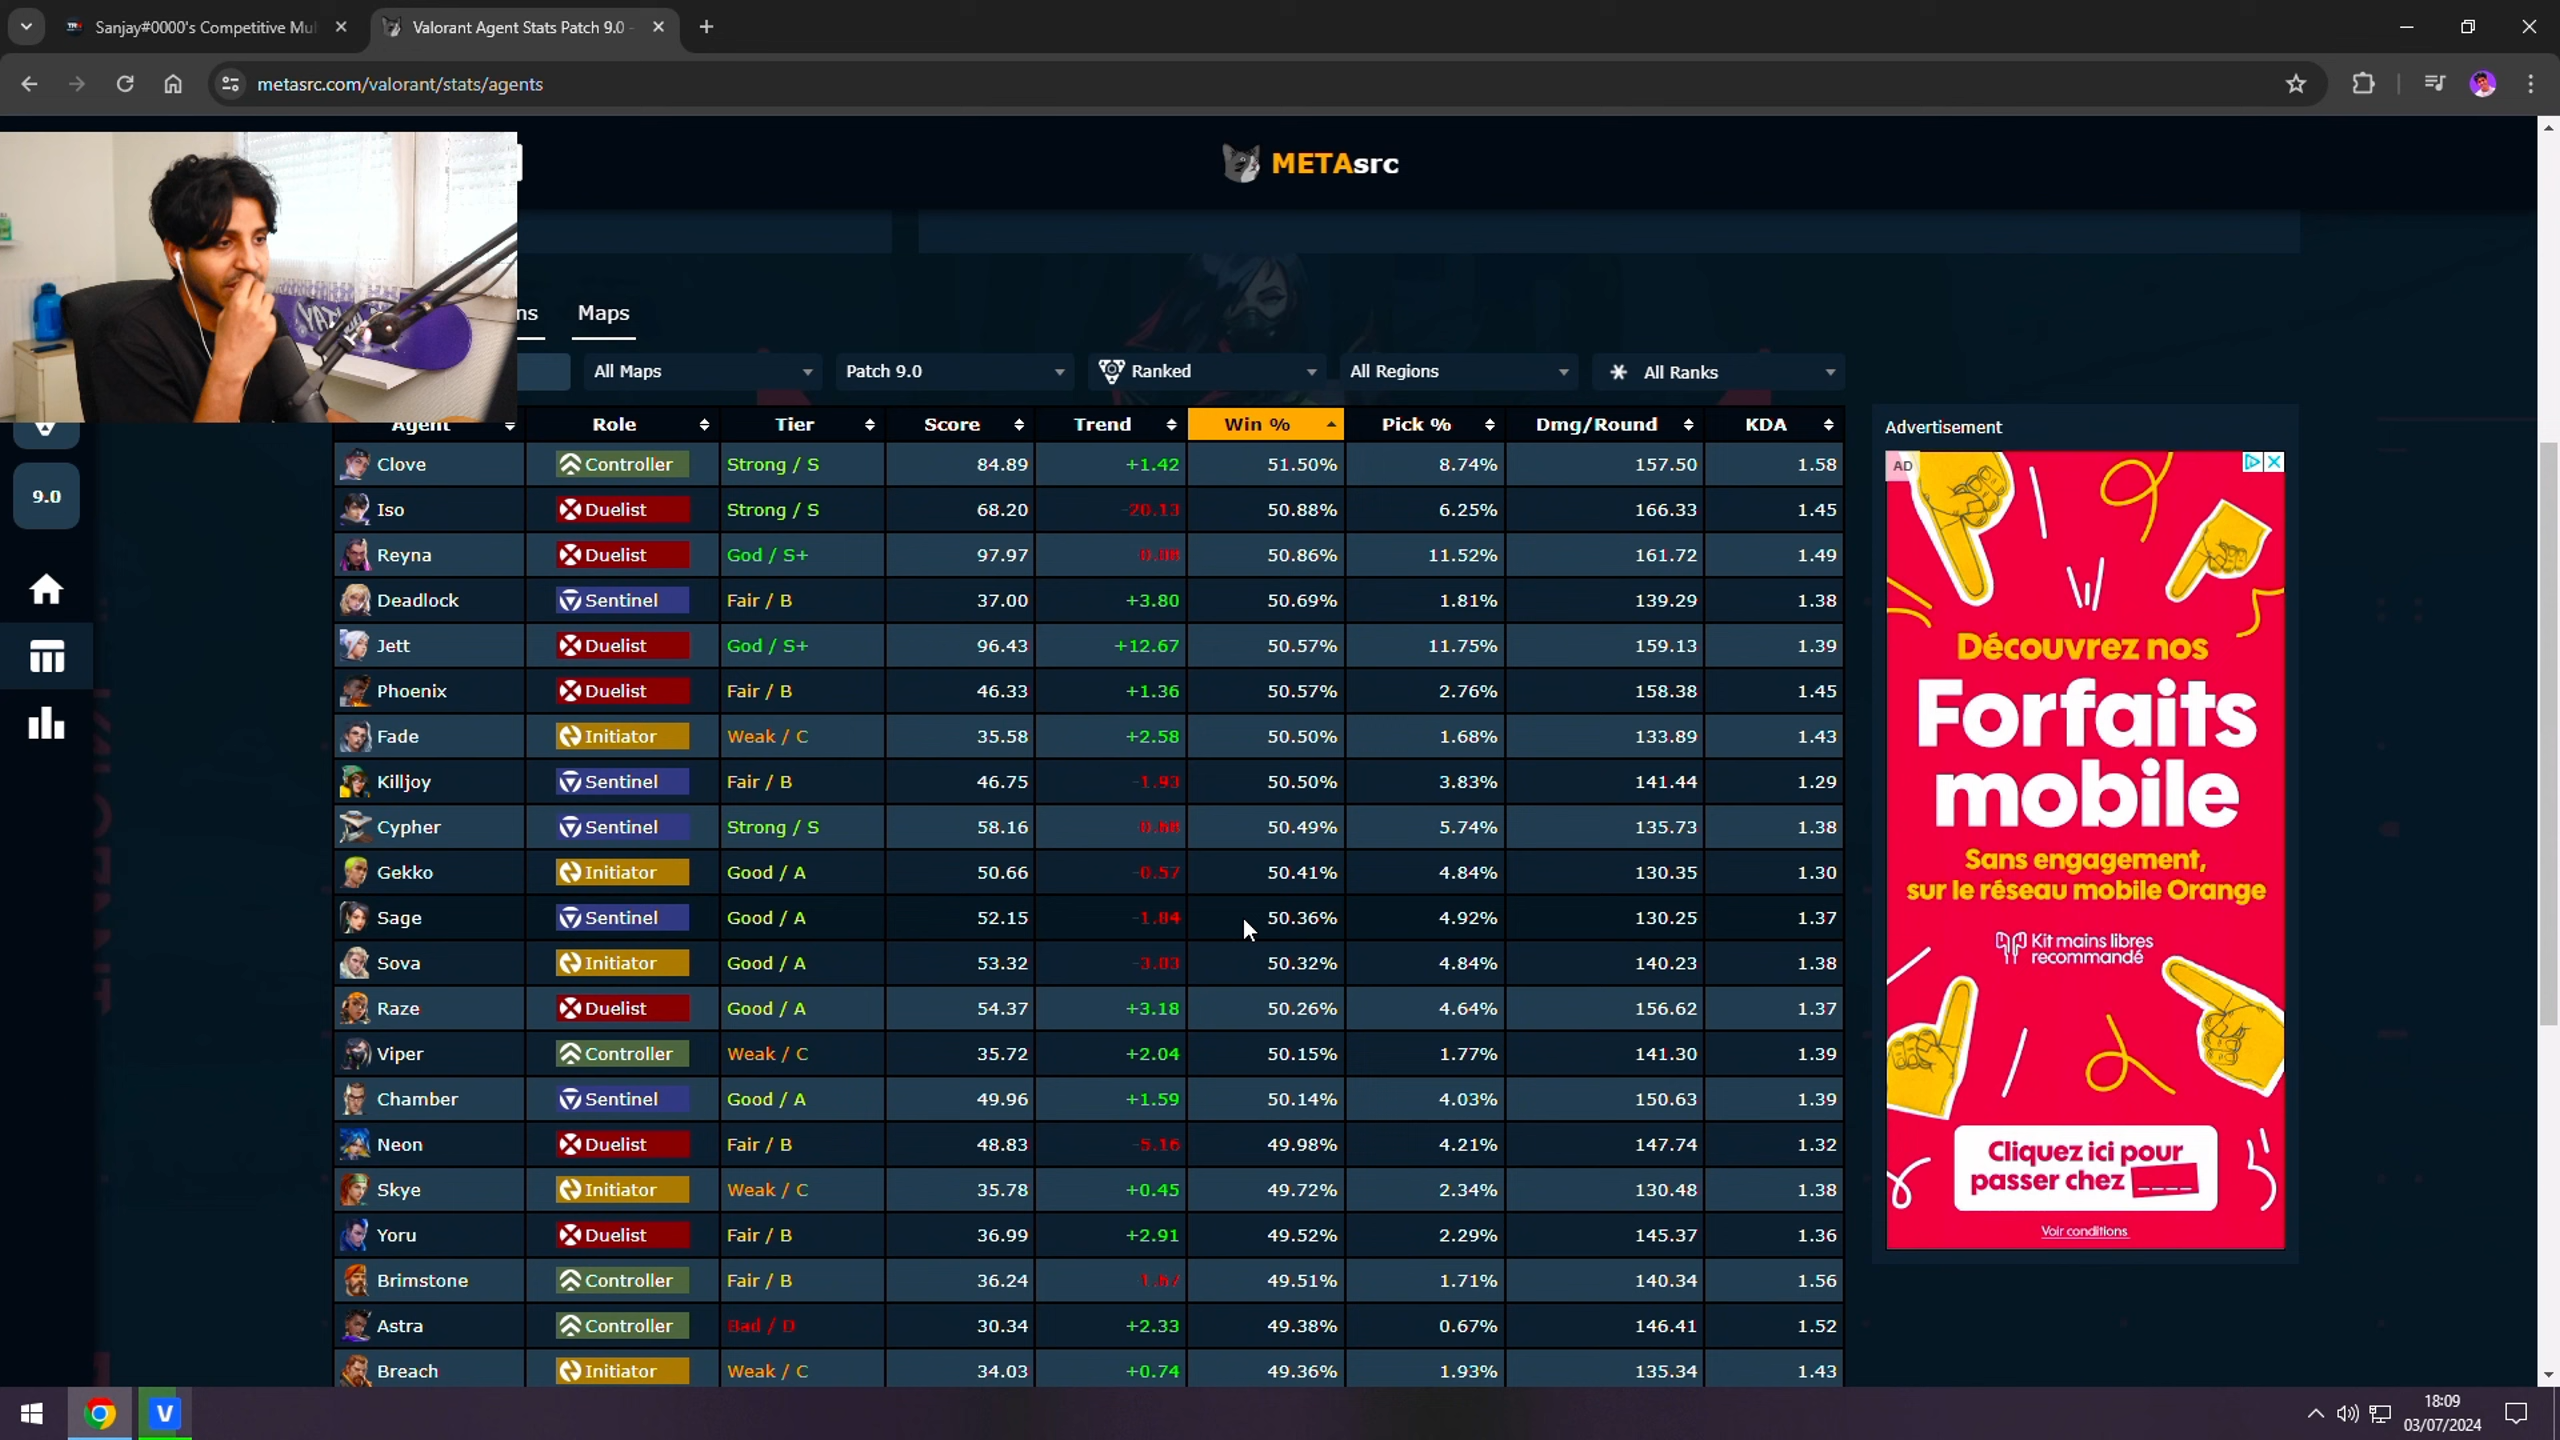 Sanjay#0000's Competitive Mul
Valorant Agent Stats Patch 9.0 -
metasrc.com/valorant/stats/agents
METAsrc
ns Maps
All Maps Patch 9.0 Ranked All Regions All Ranks
Agent Role Tier Score Trend Win % Pick % Dmg/Round KDA
Clove Controller Strong / S 84.89 +1.42 51.50% 8.74% 157.50 1.58
Iso Duelist Strong / S 68.20 -20.13 50.88% 6.25% 166.33 1.45
Reyna Duelist God / S+ 97.97 50.86% 11.52% 161.72 1.49
Deadlock Sentinel Fair / B 37.00 +3.80 50.69% 1.81% 139.29 1.38
Jett Duelist God / S+ 96.43 +12.67 50.57% 11.75% 159.13 1.39
Phoenix Duelist Fair / B 46.33 +1.36 50.57% 2.76% 158.38 1.45
Fade Initiator Weak / C 35.58 +2.58 50.50% 1.68% 133.89 1.43
Killjoy Sentinel Fair / B 46.75 -1.93 50.50% 3.83% 141.44 1.29
Cypher Sentinel Strong / S 58.16 50.49% 5.74% 135.73 1.38
Gekko Initiator Good / A 50.66 -0.57 50.41% 4.84% 130.35 1.30
Sage Sentinel Good / A 52.15 50.36% 4.92% 130.25 1.37
Sova Initiator Good / A 53.32 -3.03 50.32% 4.84% 140.23 1.38
Raze Duelist Good / A 54.37 +3.18 50.26% 4.64% 156.62 1.37
Viper Controller Weak / C 35.72 +2.04 50.15% 1.77% 141.30 1.39
Chamber Sentinel Good / A 49.96 +1.59 50.14% 4.03% 150.63 1.39
Neon Duelist Fair / B 48.83 -5.16 49.98% 4.21% 147.74 1.32
Skye Initiator Weak / C 35.78 +0.45 49.72% 2.34% 130.48 1.38
Yoru Duelist Fair / B 36.99 +2.91 49.52% 2.29% 145.37 1.36
Brimstone Controller Fair / B 36.24 49.51% 1.71% 140.34 1.56
Astra Controller Bad / D 30.34 +2.33 49.38% 0.67% 146.41 1.52
Breach Initiator Weak / C 34.03 +0.74 49.36% 1.93% 135.34 1.43
9.0
Advertisement
AD
Découvrez nos
Forfaits
mobile
Sans engagement,
sur le réseau mobile Orange
Kit mains libres
recommandé
Cliquez ici pour
passer chez ____
Voir conditions
V
18:09
03/07/2024